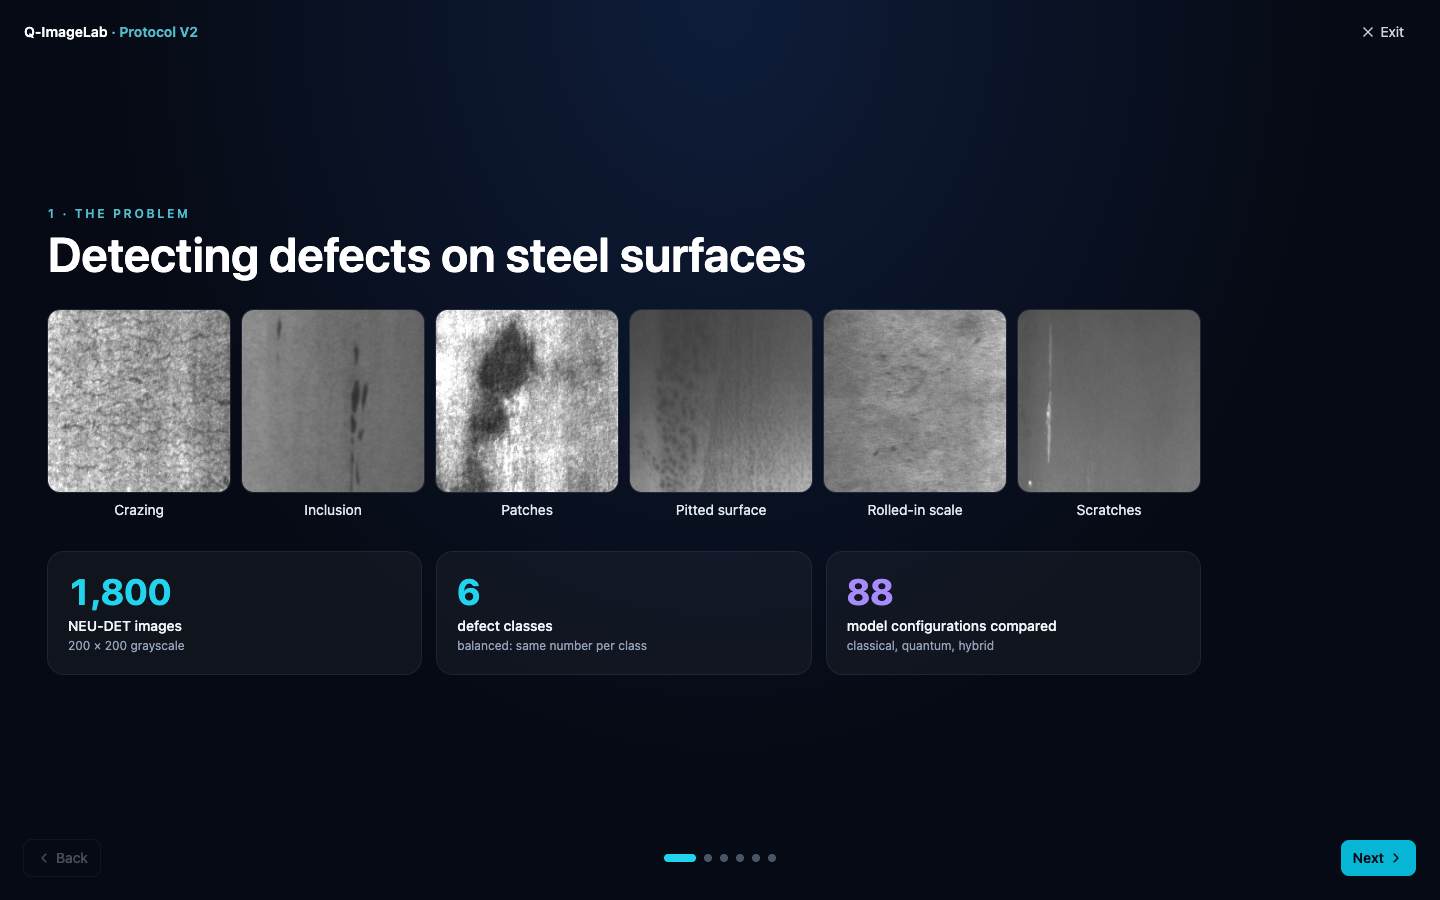 Q-ImageLab · Protocol V2
Exit
1 · THE PROBLEM
Detecting defects on steel surfaces
Crazing
Inclusion
Patches
Pitted surface
Rolled-in scale
Scratches
1,800
NEU-DET images
200 × 200 grayscale
6
defect classes
balanced: same number per class
88
model configurations compared
classical, quantum, hybrid
Back
Next